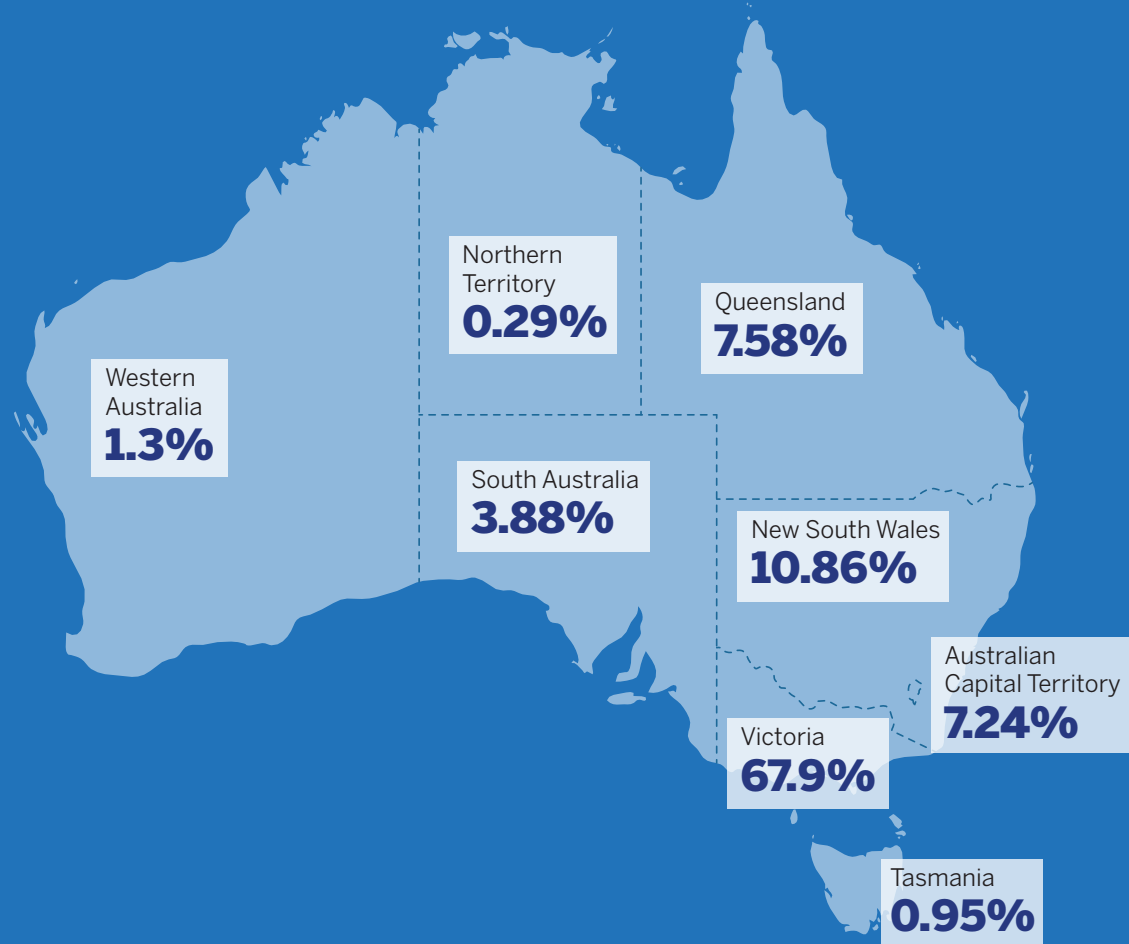 Northern
Territory
0.29%
Queensland
7.58%
Western
Australia
1.3%
South Australia
3.88%
New South Wales
10.86%
Australian
Capital Territory
7.24%
Victoria
67.9%
Tasmania
0.95%